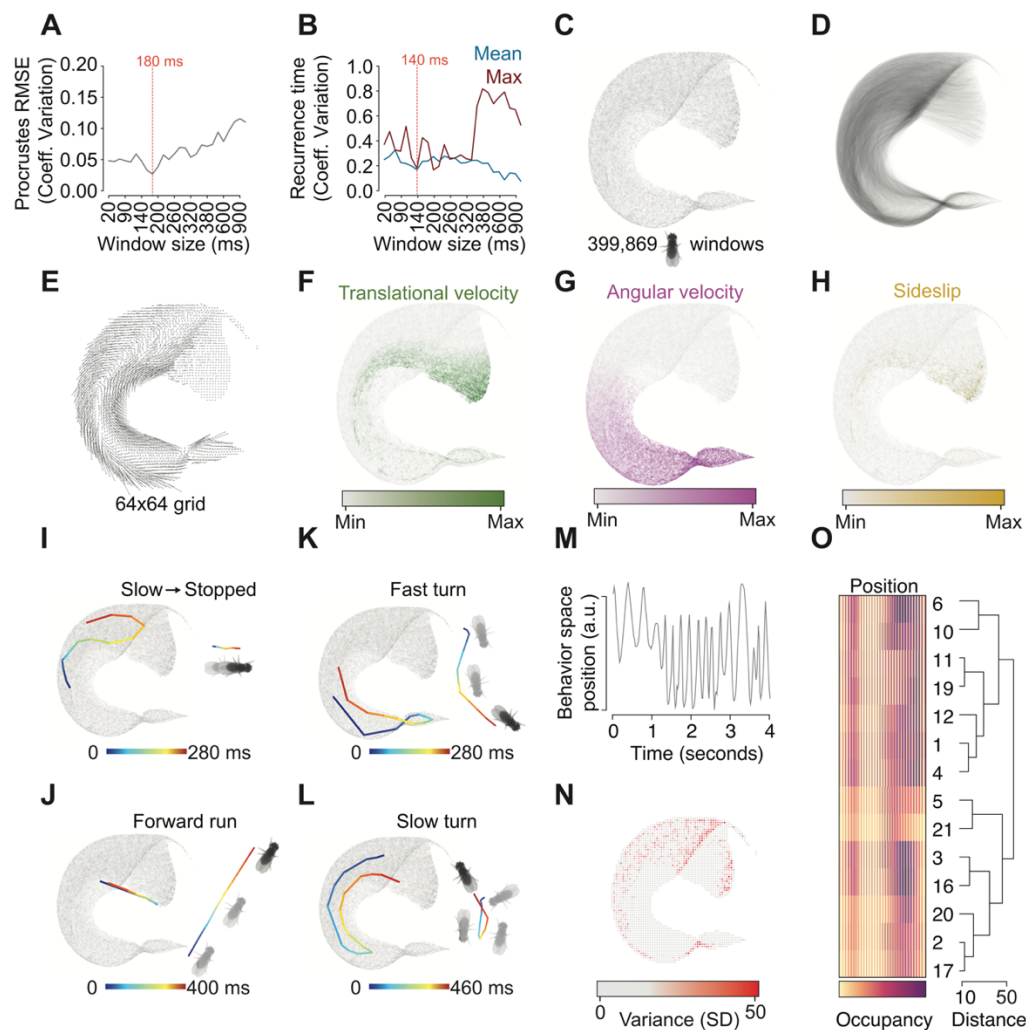 A
Procrustes RMSE
(Coeff. Variation)
180 ms
0.20
0.15
0.10
0.05
0.00
20
90
140
200
260
320
380
600
900
Window size (ms)
B
Recurrence time
(Coeff. Variation)
140 ms
Mean
Max
1.0
0.8
0.6
0.4
0.2
0.0
20
90
140
200
260
320
380
600
900
Window size (ms)
C
399,869 windows
D
E
64x64 grid
F
Translational velocity
Min Max
G
Angular velocity
Min Max
H
Sideslip
Min Max
I
Slow → Stopped
0 280 ms
K
Fast turn
0 280 ms
M
Behavior space
position (a.u.)
0 1 2 3 4
Time (seconds)
O
Position
6
10
11
19
12
1
4
5
21
3
16
20
2
17
10 50
Occupancy Distance
J
Forward run
0 400 ms
L
Slow turn
0 460 ms
N
0 50
Variance (SD)